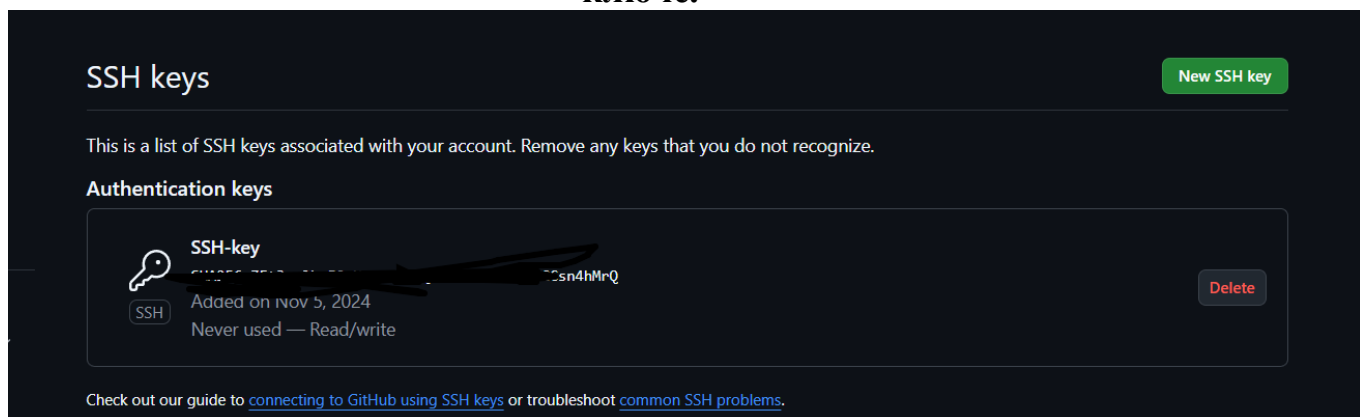 ключе.
SSH keys
New SSH key
This is a list of SSH keys associated with your account. Remove any keys that you do not recognize.
Authentication keys
SSH-key
sn4hMrQ
Added on Nov 5, 2024
SSH
Never used — Read/write
Delete
Check out our guide to connecting to GitHub using SSH keys or troubleshoot common SSH problems.